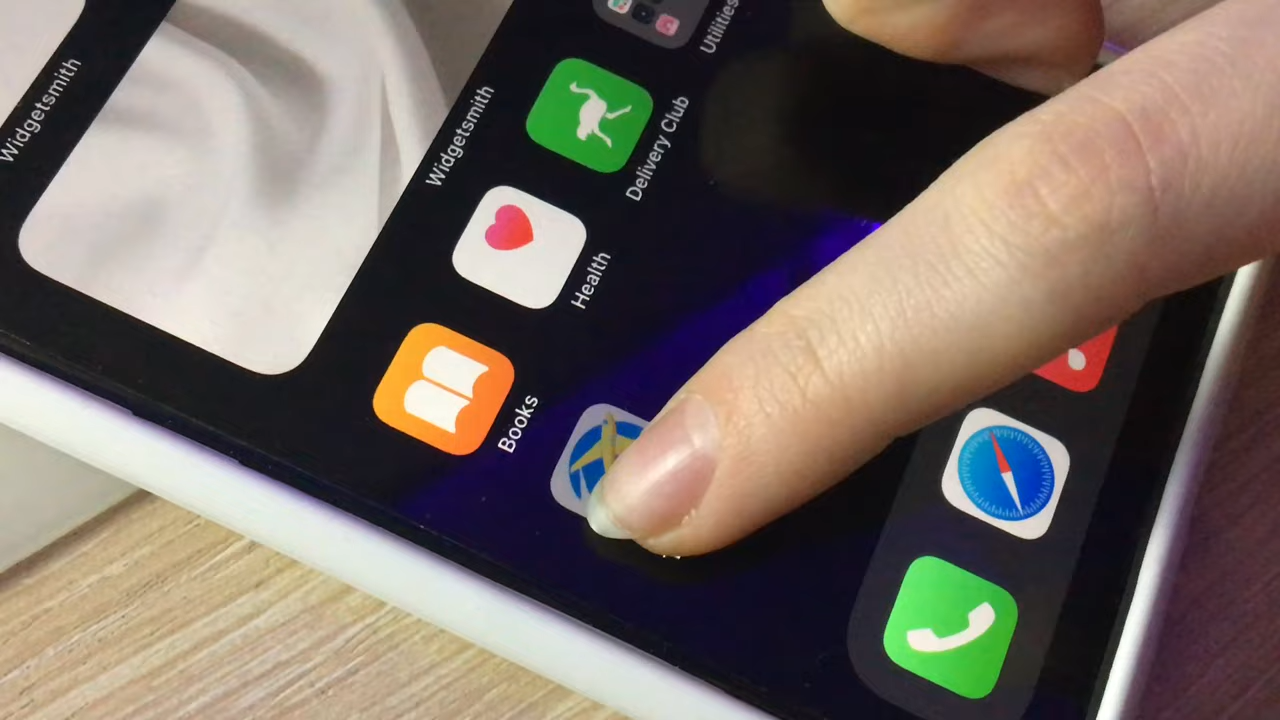 Widgetsmith
Widgetsmith
Utilities
Delivery Club
Health
Books